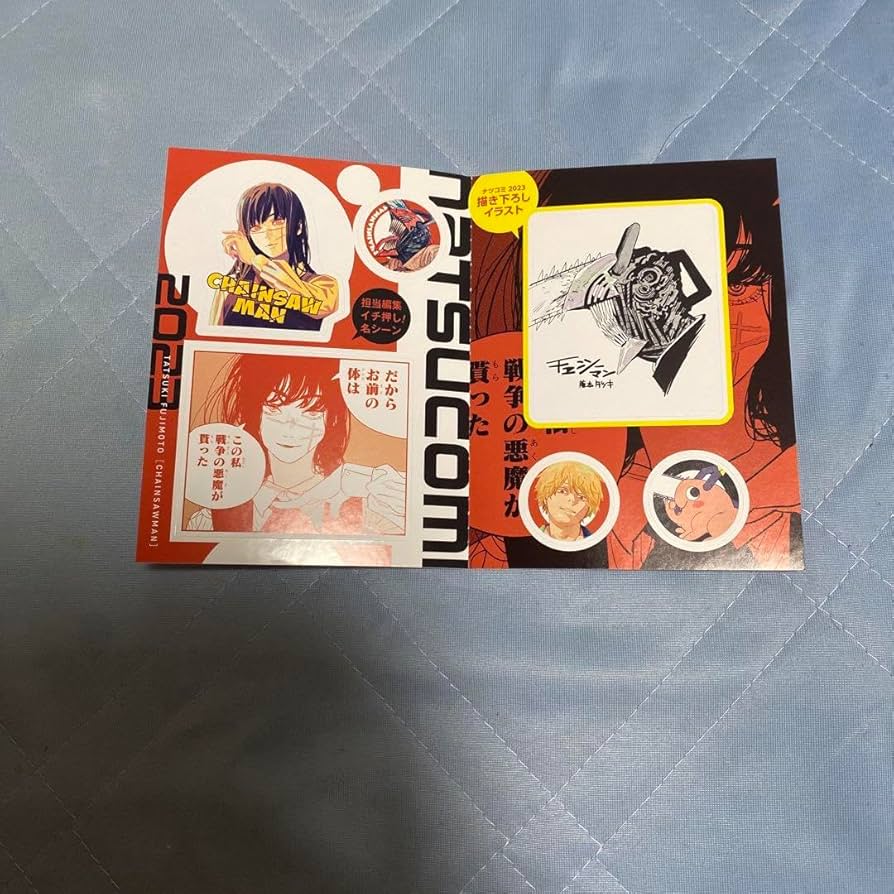 2023
TATSUKI FUJIMOTO [CHAINSAWMAN]
CHAINSAW
MAN
CHAINSAWMAN
担当編集
イチ押し!
名シーン
だから
お前の
体は
この私
戦争の悪魔が
貰った
NATSUCOMI
ナツコミ 2023
描き下ろし
イラスト
チェンソー
マン
藤本タツキ
戦争の悪魔が
貰った